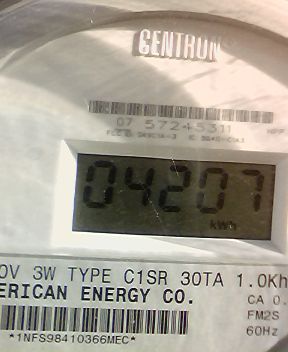 CENTRON
07 57245311
04207
kWh
0V 3W TYPE C1SR 30TA 1.0Kh
ERICAN ENERGY CO. CA 0.
FM2S
*1NFS98410366MEC* 60Hz